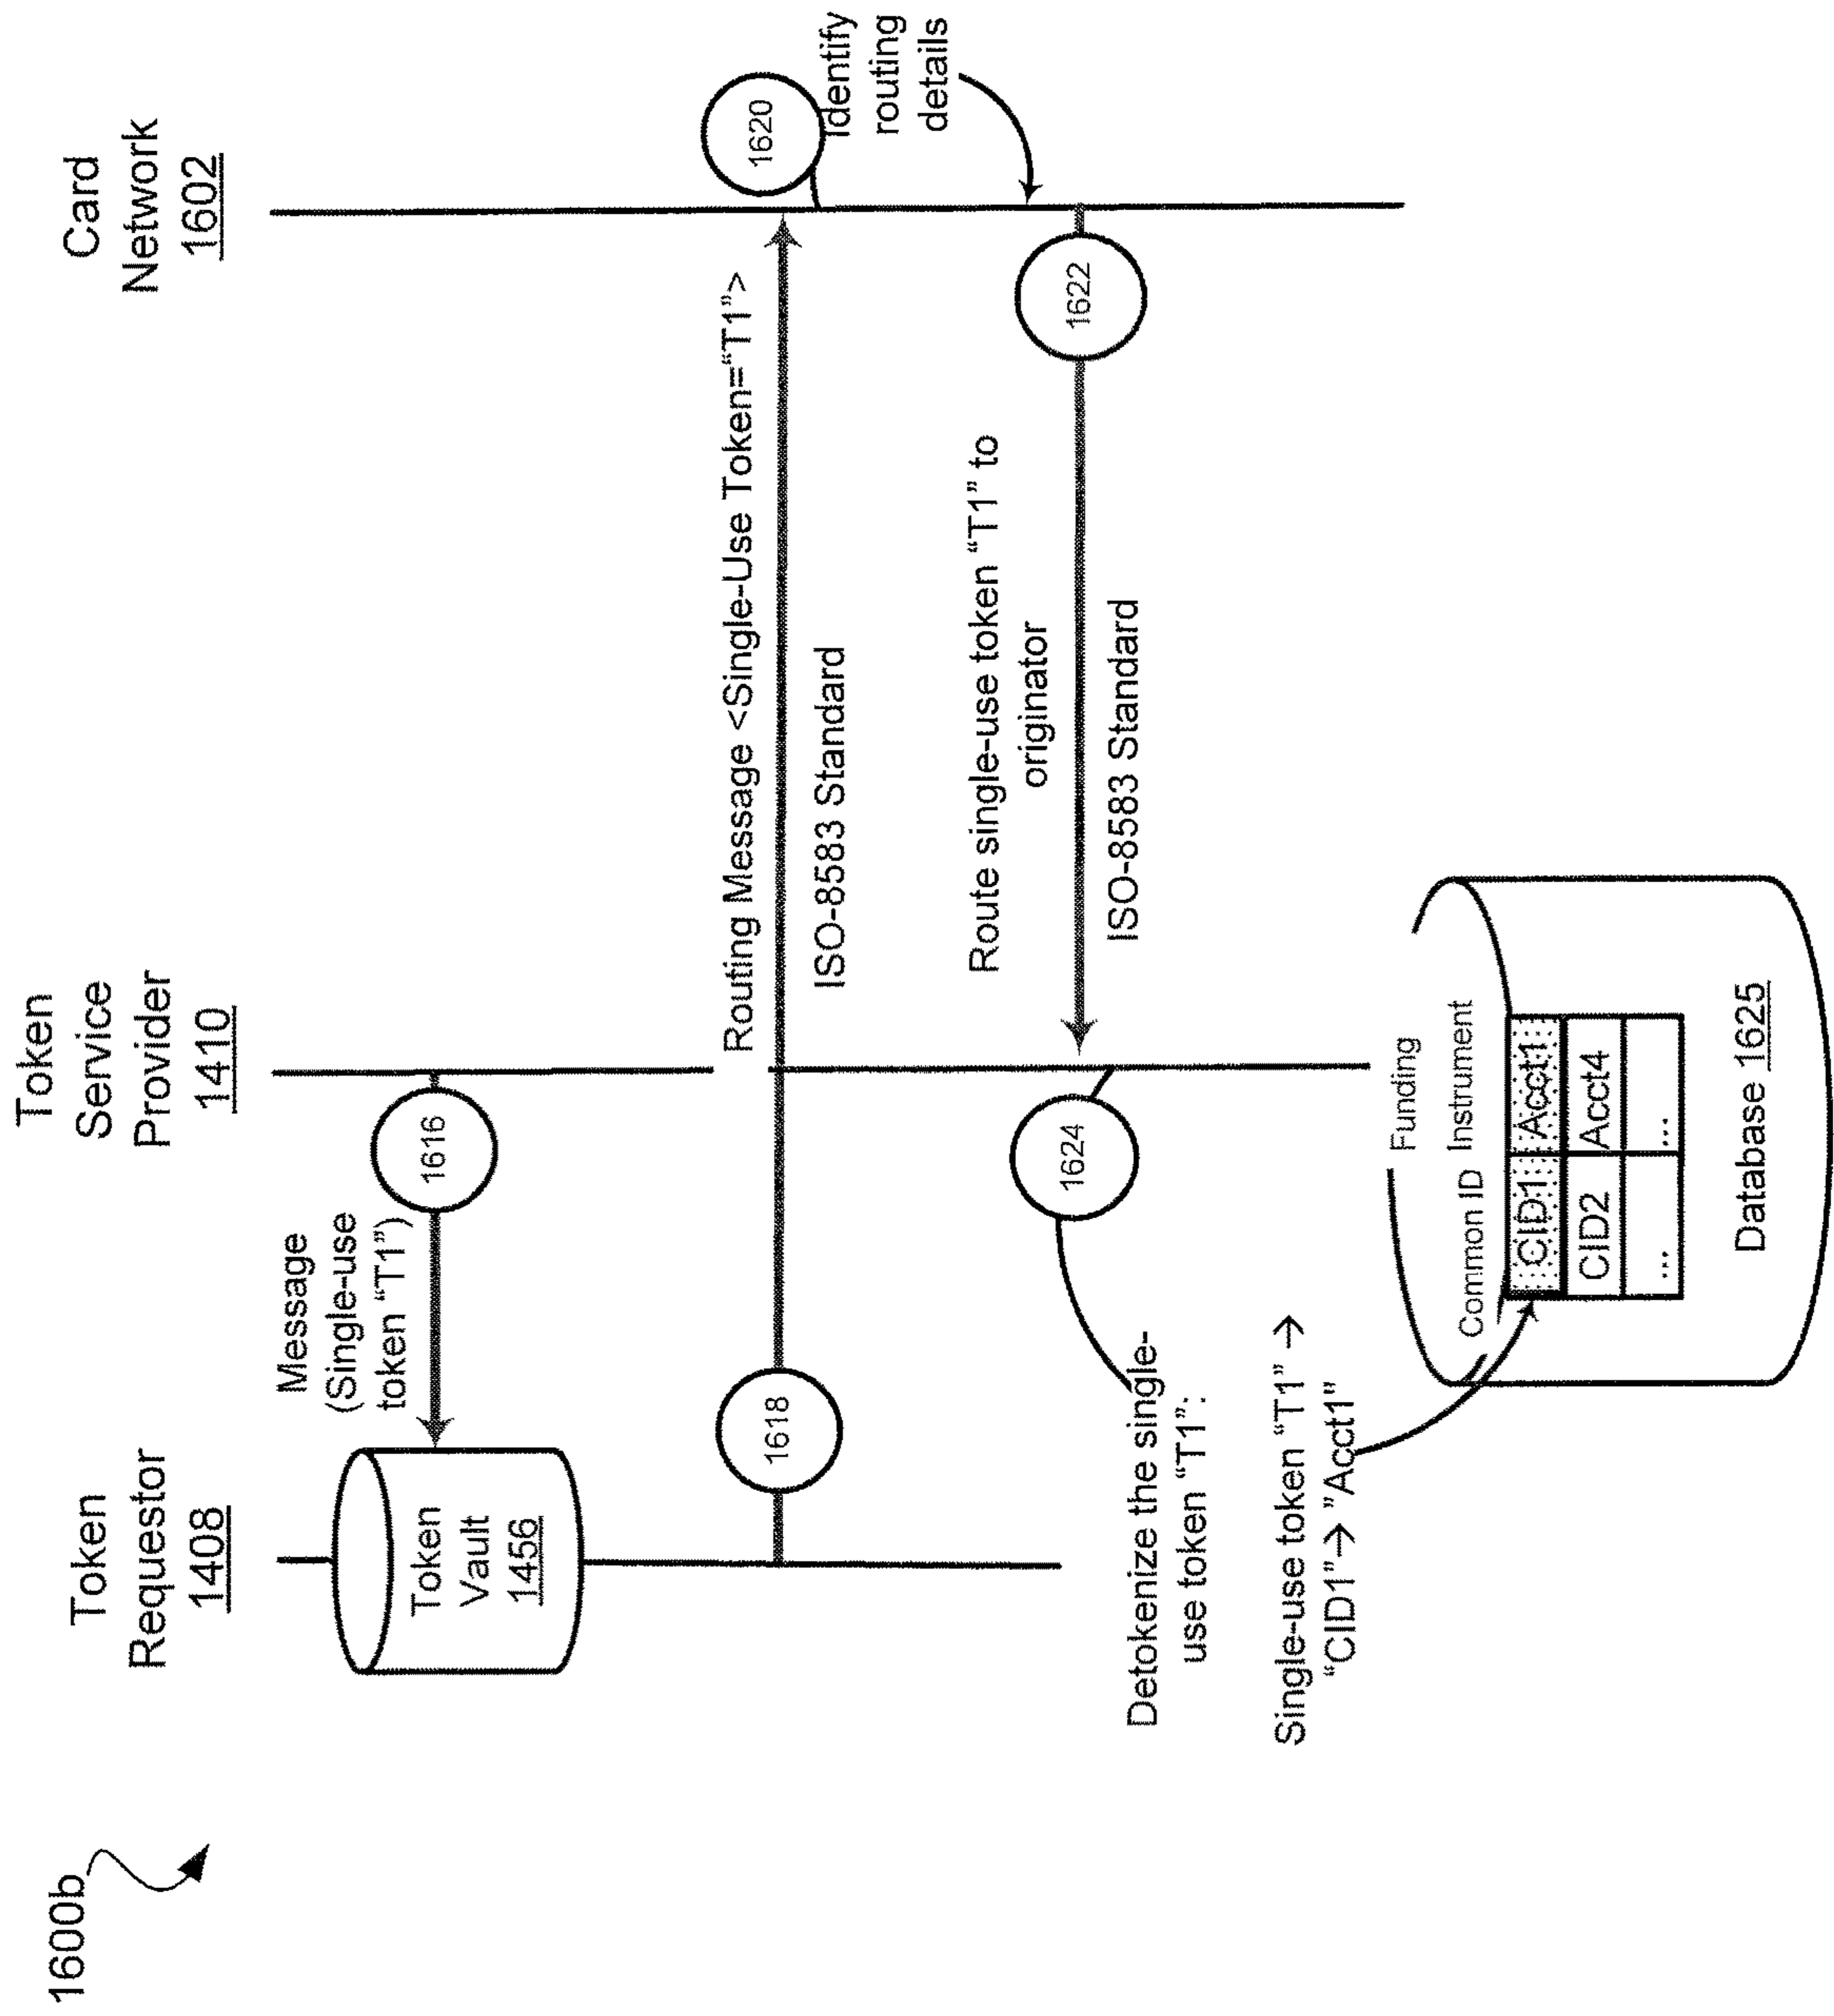 1600b
Token
Requestor
1408
Token
Service
Provider
1410
Card
Network
1602
Token
Vault
1456
Message
(Single-use
token “T1”)
1616
1618
Routing Message <Single-Use Token=“T1”>
ISO-8583 Standard
1620
Identify
routing
details
1622
Route single-use token “T1” to
originator
ISO-8583 Standard
1624
Detokenize the single-
use token “T1”:
Single-use token “T1” →
“CID1”→ ”Acct1”
Funding
Common ID Instrument
CID1 Acct1
CID2 Acct4
... ...
Database 1625